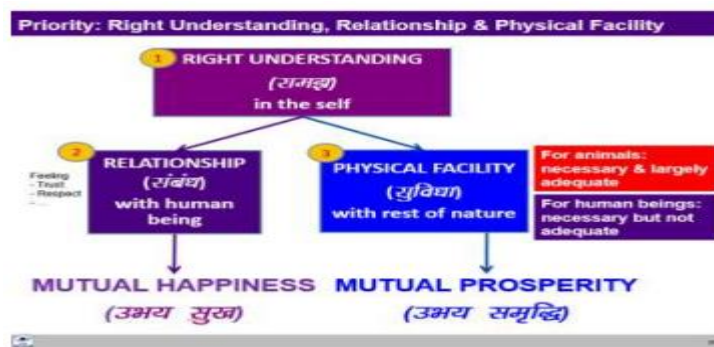 Priority: Right Understanding, Relationship & Physical Facility
1
RIGHT UNDERSTANDING
(समझ)
in the self
2
RELATIONSHIP
(संबंध)
with human
being
Feeling
- Trust
- Respect
- ...
3
PHYSICAL FACILITY
(सुविधा)
with rest of nature
For animals:
necessary & largely
adequate
For human beings:
necessary but not
adequate
MUTUAL HAPPINESS
(उभय सुख)
MUTUAL PROSPERITY
(उभय समृद्धि)